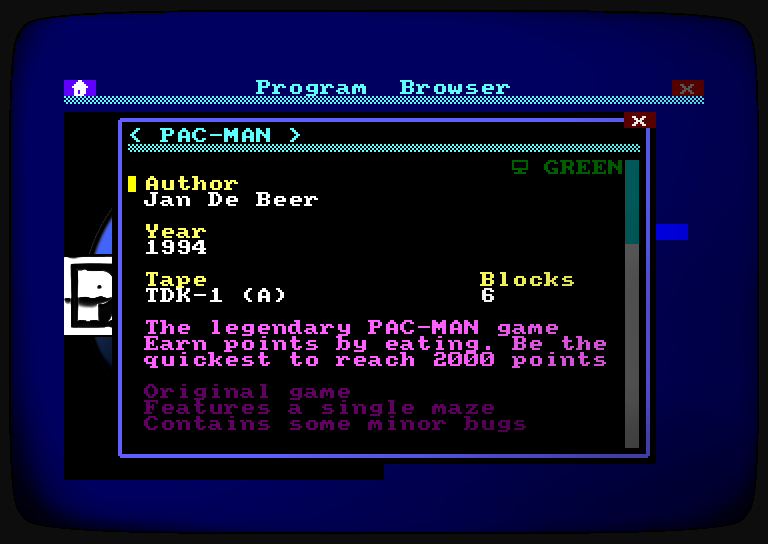 Program Browser
< PAC-MAN >
GREEN
Author
Jan De Beer
Year
1994
Tape Blocks
TDK-1 (A) 6
The legendary PAC-MAN game
Earn points by eating. Be the
quickest to reach 2000 points
Original game
Features a single maze
Contains some minor bugs